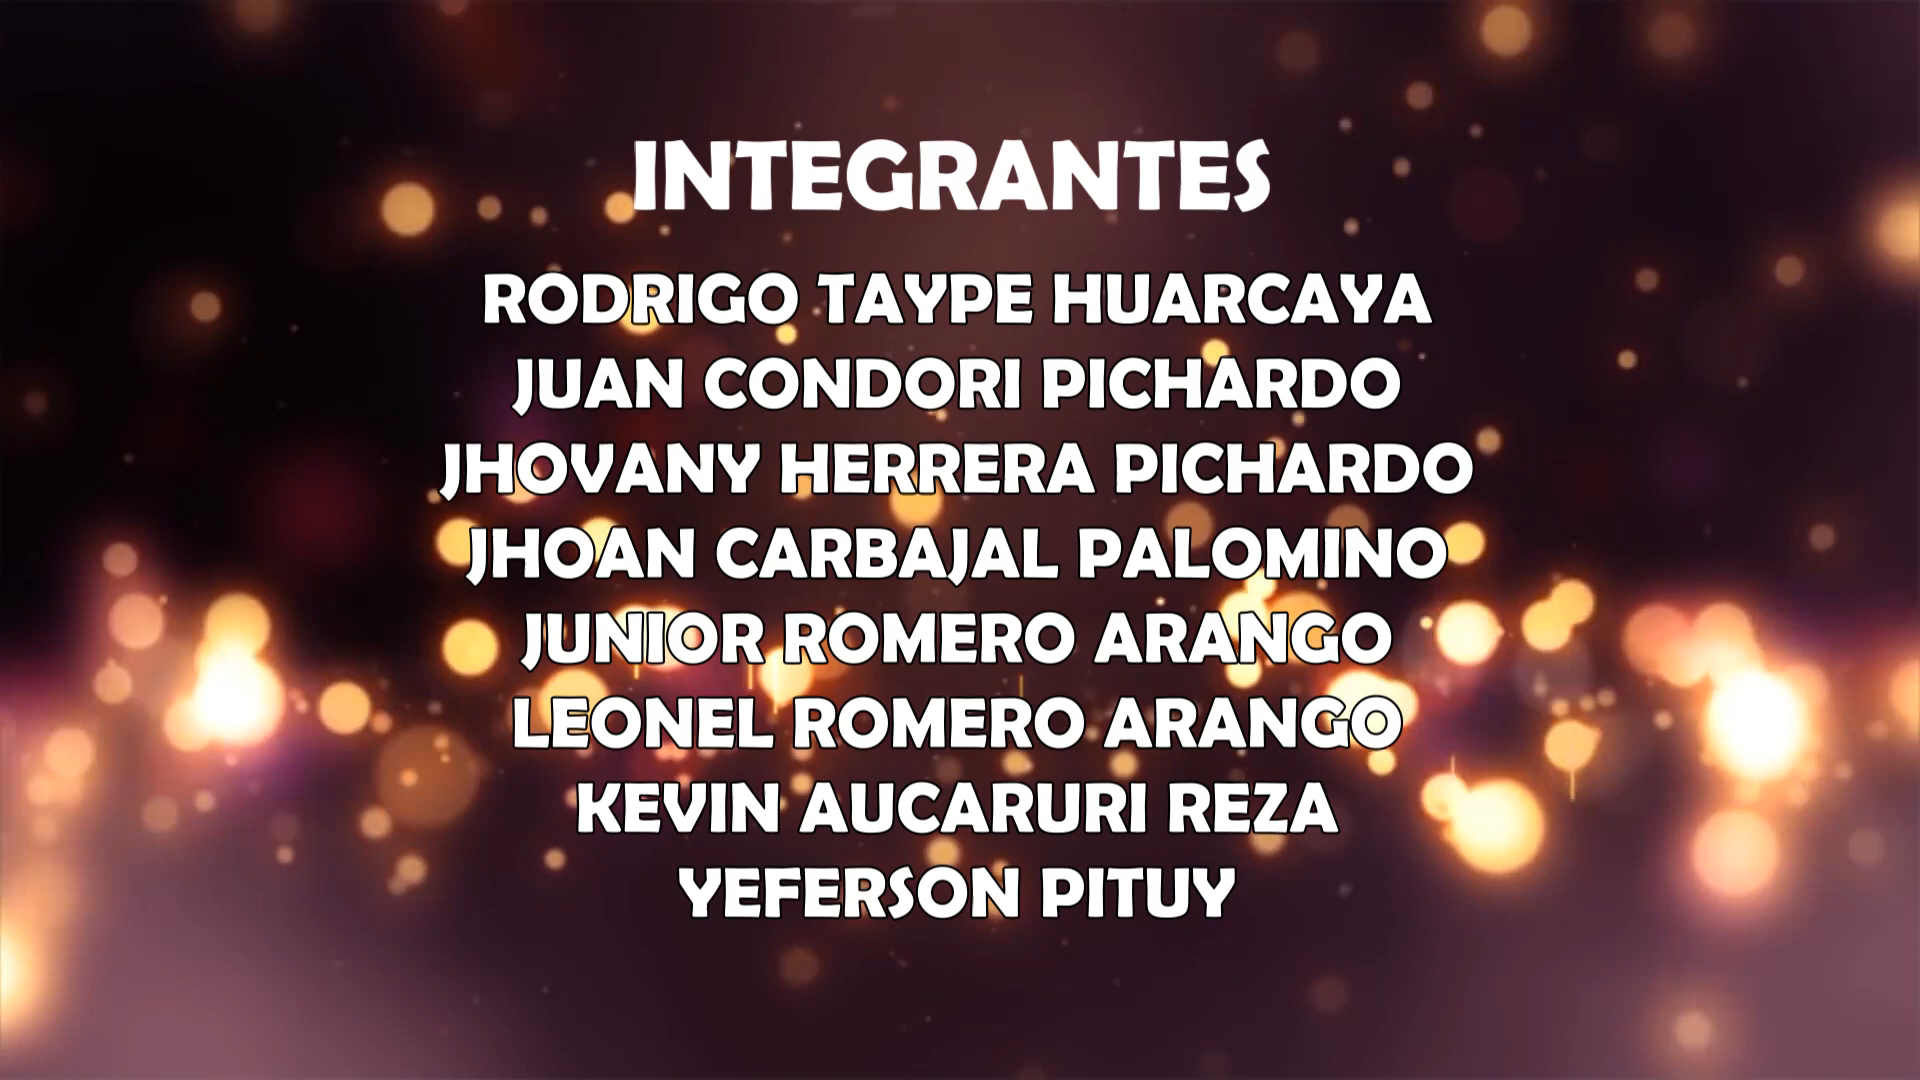 INTEGRANTES
RODRIGO TAYPE HUARCAYA
JUAN CONDORI PICHARDO
JHOVANY HERRERA PICHARDO
JHOAN CARBAJAL PALOMINO
JUNIOR ROMERO ARANGO
LEONEL ROMERO ARANGO
KEVIN AUCARURI REZA
YEFERSON PITUY